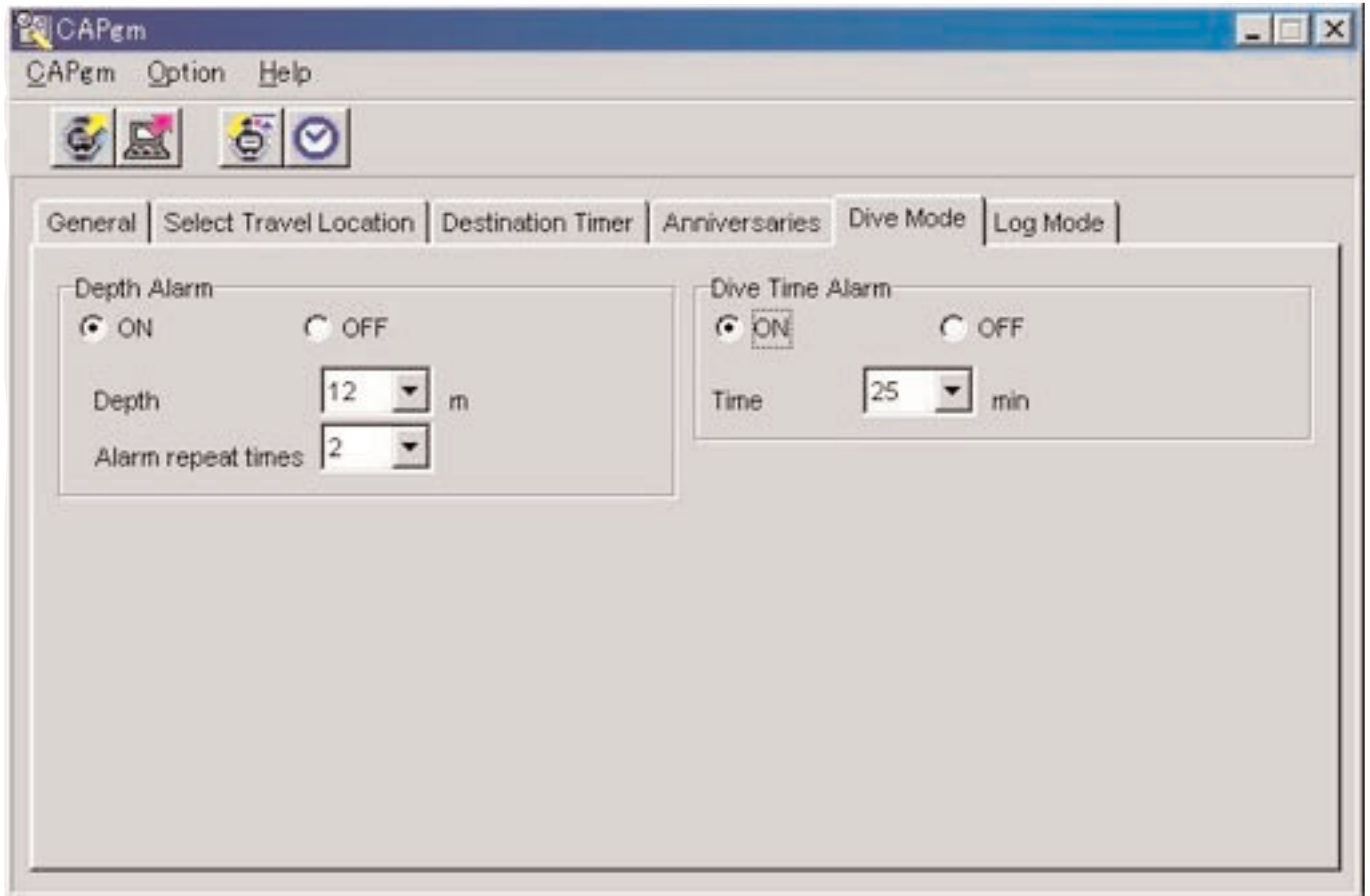 CAPgm
CAPgm Option Help
General Select Travel Location Destination Timer Anniversaries Dive Mode Log Mode
Depth Alarm
ON OFF
Depth 12 m
Alarm repeat times 2
Dive Time Alarm
ON OFF
Time 25 min